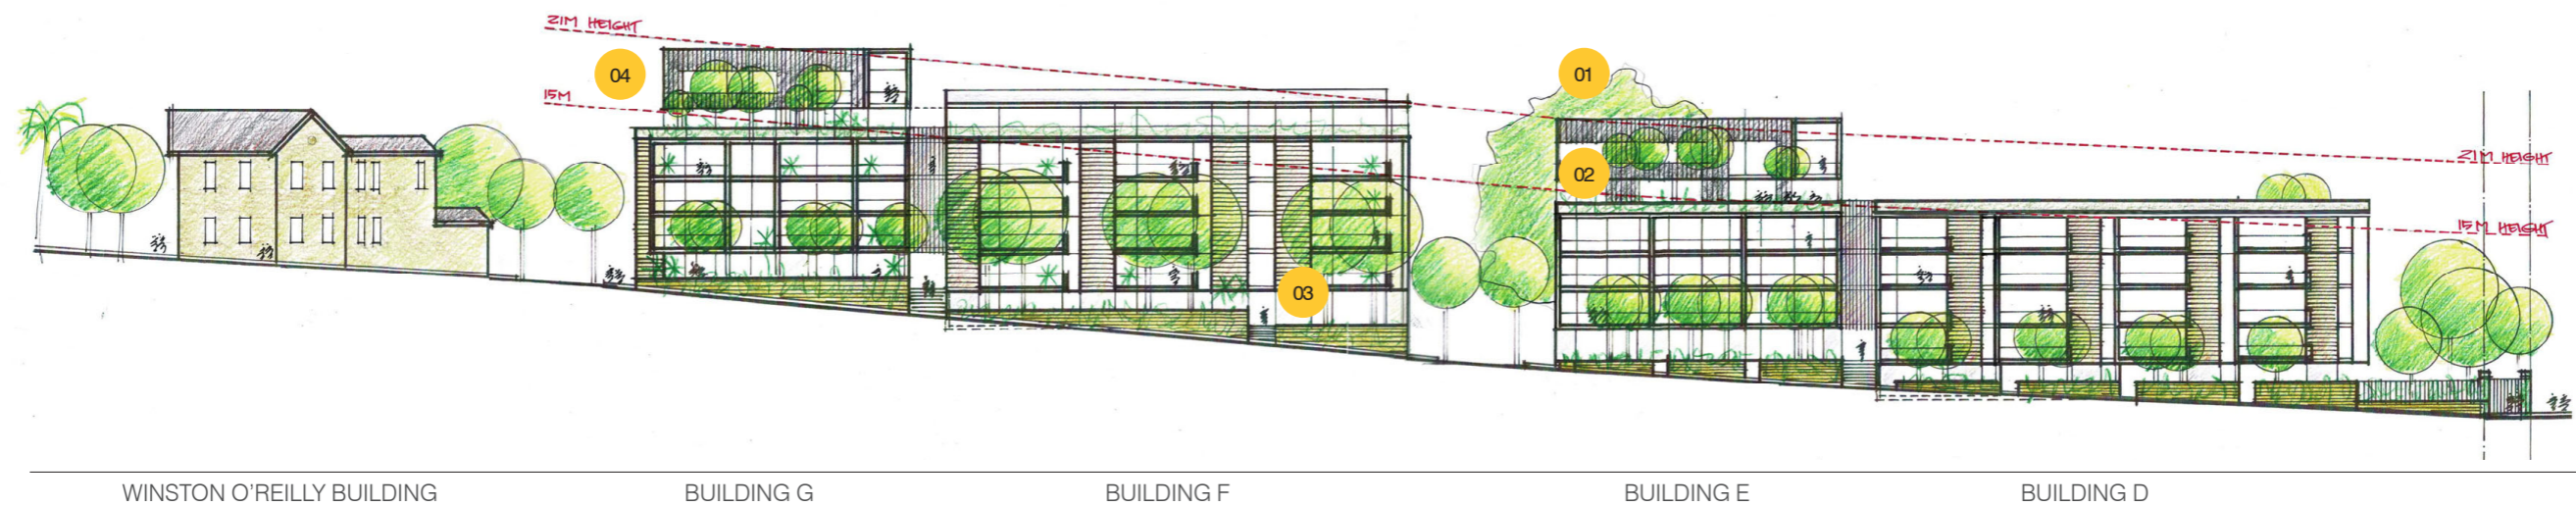 21M HEIGHT
04
01
15M
21M HEIGHT
02
15M HEIGHT
03
WINSTON O'REILLY BUILDING
BUILDING G
BUILDING F
BUILDING E
BUILDING D